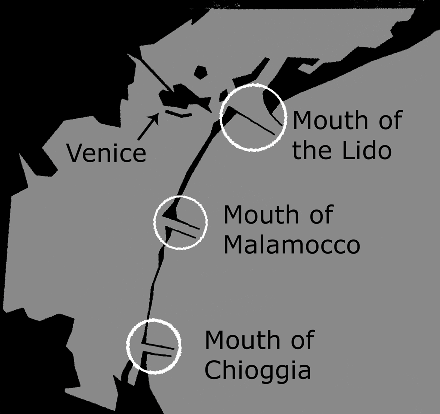 Mouth of
the Lido
Venice
Mouth of
Malamocco
Mouth of
Chioggia